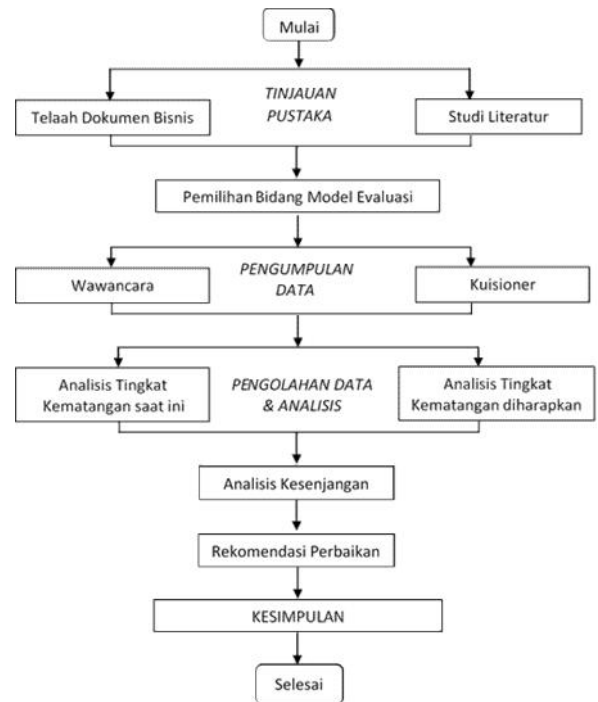 Mulai
TINJAUAN
PUSTAKA
Telaah Dokumen Bisnis
Studi Literatur
Pemilihan Bidang Model Evaluasi
PENGUMPULAN
DATA
Wawancara
Kuisioner
Analisis Tingkat
Kematangan saat ini
PENGOLAHAN DATA
& ANALISIS
Analisis Tingkat
Kematangan diharapkan
Analisis Kesenjangan
Rekomendasi Perbaikan
KESIMPULAN
Selesai